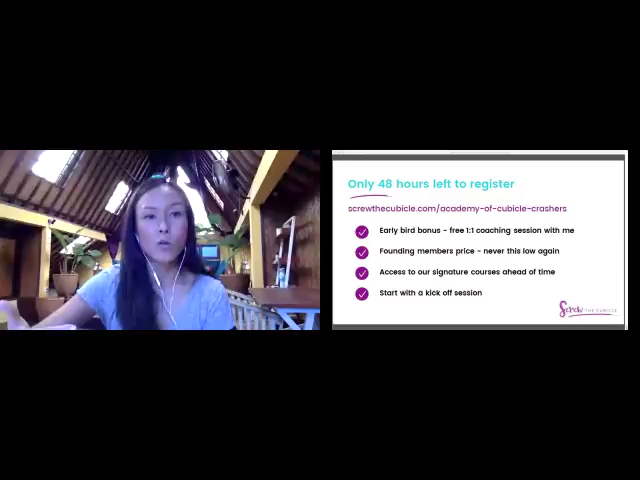 Only 48 hours left to register
screwthecubicle.com/academy-of-cubicle-crashers
Early bird bonus - free 1:1 coaching session with me
Founding members price - never this low again
Access to our signature courses ahead of time
Start with a kick off session
Screw THE CUBICLE